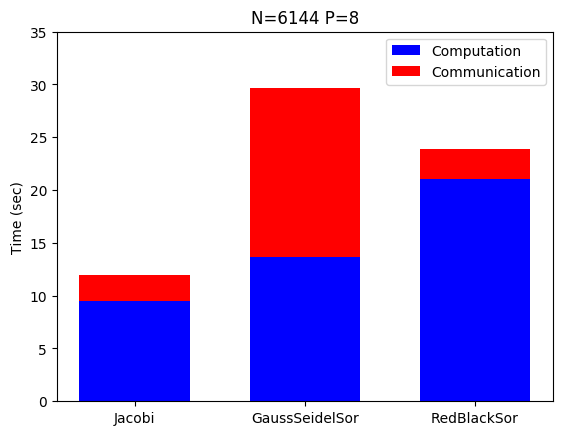 N=6144 P=8
Computation
Communication
Time (sec)
35
30
25
20
15
10
5
0
Jacobi
GaussSeidelSor
RedBlackSor